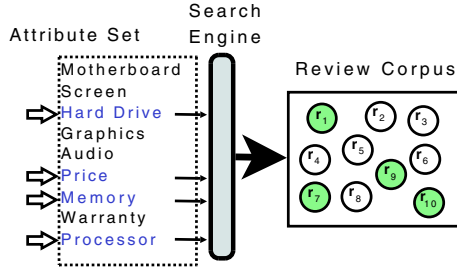 Attribute Set
Search
Engine
Review Corpus
Motherboard
Screen
Hard Drive
Graphics
Audio
Price
Memory
Warranty
Processor
r1
r2
r3
r4
r5
r6
r7
r8
r9
r10